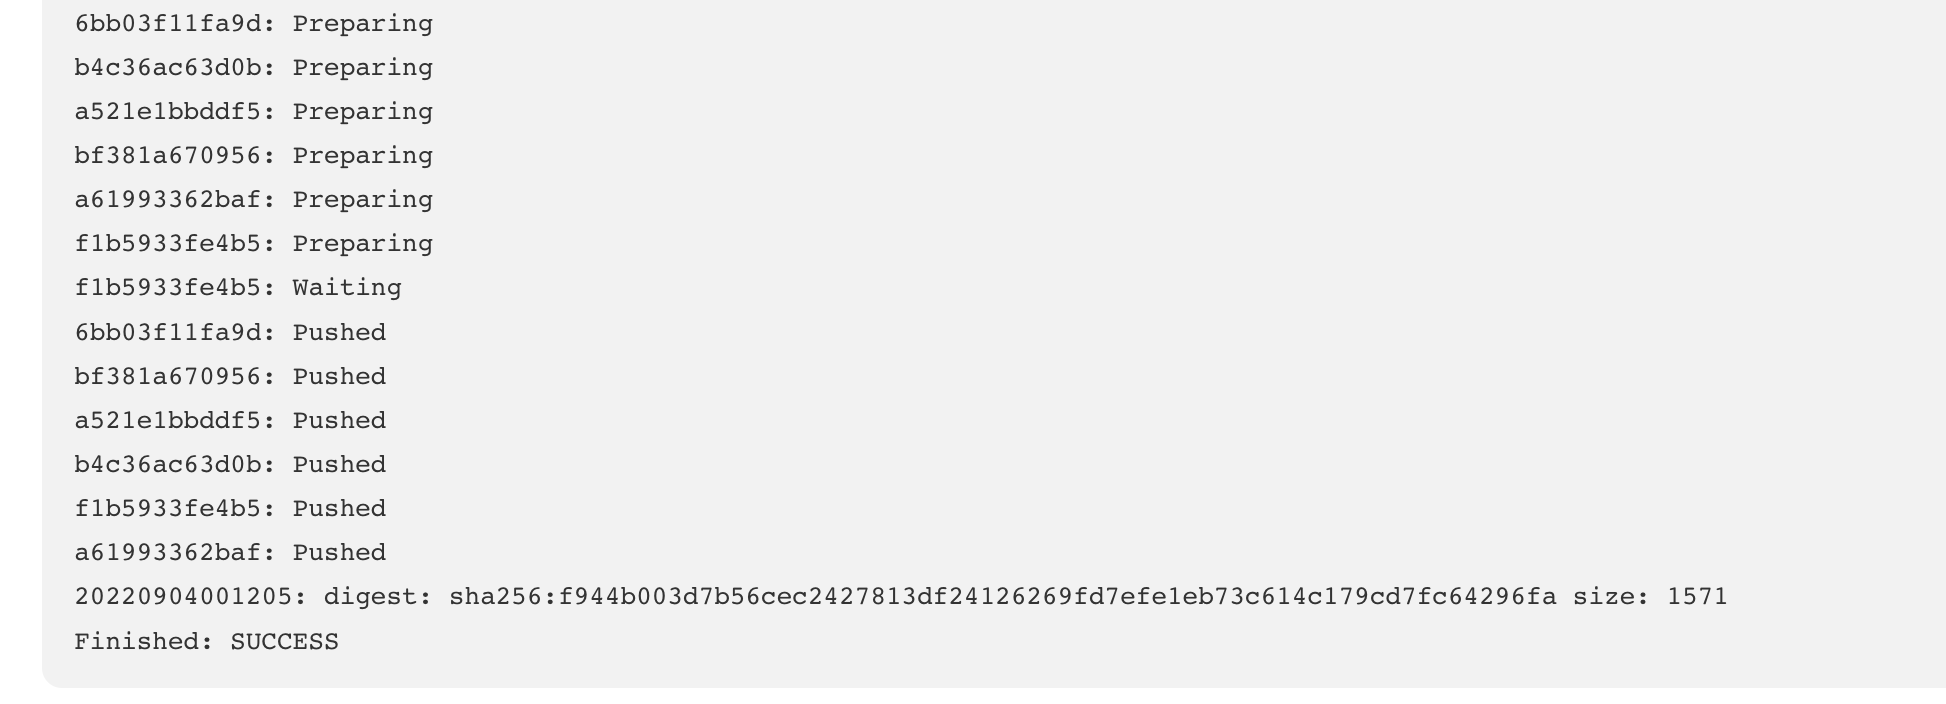 6bb03f11fa9d: Preparing
b4c36ac63d0b: Preparing
a521e1bbddf5: Preparing
bf381a670956: Preparing
a61993362baf: Preparing
f1b5933fe4b5: Preparing
f1b5933fe4b5: Waiting
6bb03f11fa9d: Pushed
bf381a670956: Pushed
a521e1bbddf5: Pushed
b4c36ac63d0b: Pushed
f1b5933fe4b5: Pushed
a61993362baf: Pushed
20220904001205: digest: sha256:f944b003d7b56cec2427813df24126269fd7efe1eb73c614c179cd7fc64296fa size: 1571
Finished: SUCCESS